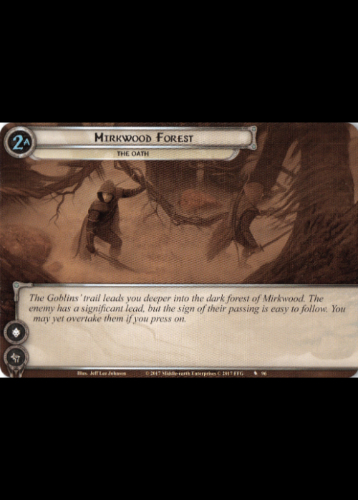 2A
MIRKWOOD FOREST
THE OATH
The Goblins' trail leads you deeper into the dark forest of Mirkwood. The
enemy has a significant lead, but the sign of their passing is easy to follow. You
may yet overtake them if you press on.
Illus. Jeff Lee Johnson © 2017 Middle-earth Enterprises © 2017 FFG